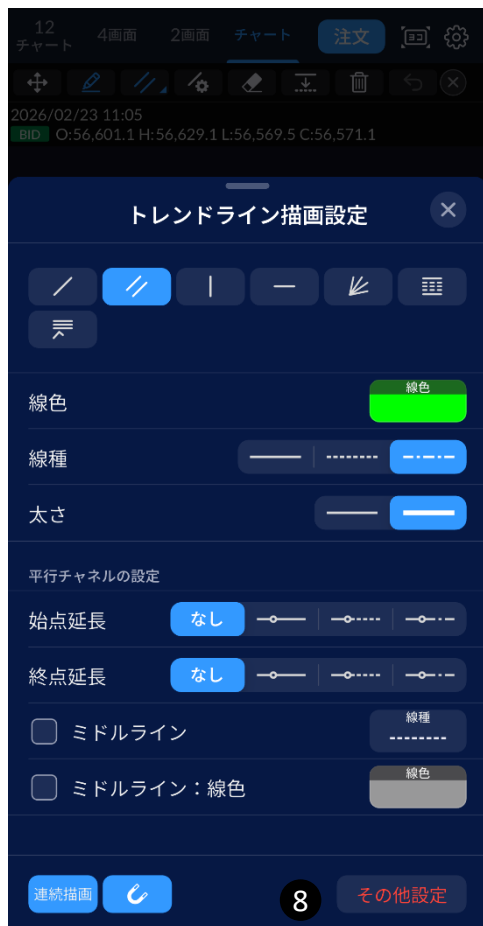 12
チャート
4画面
2画面
チャート
注文
2026/02/23 11:05
BID O:56,601.1 H:56,629.1 L:56,569.5 C:56,571.1
トレンドライン描画設定
線色
線色
線種
太さ
平行チャネルの設定
始点延長
なし
終点延長
なし
ミドルライン
線種
ミドルライン：線色
線色
連続描画
8
その他設定